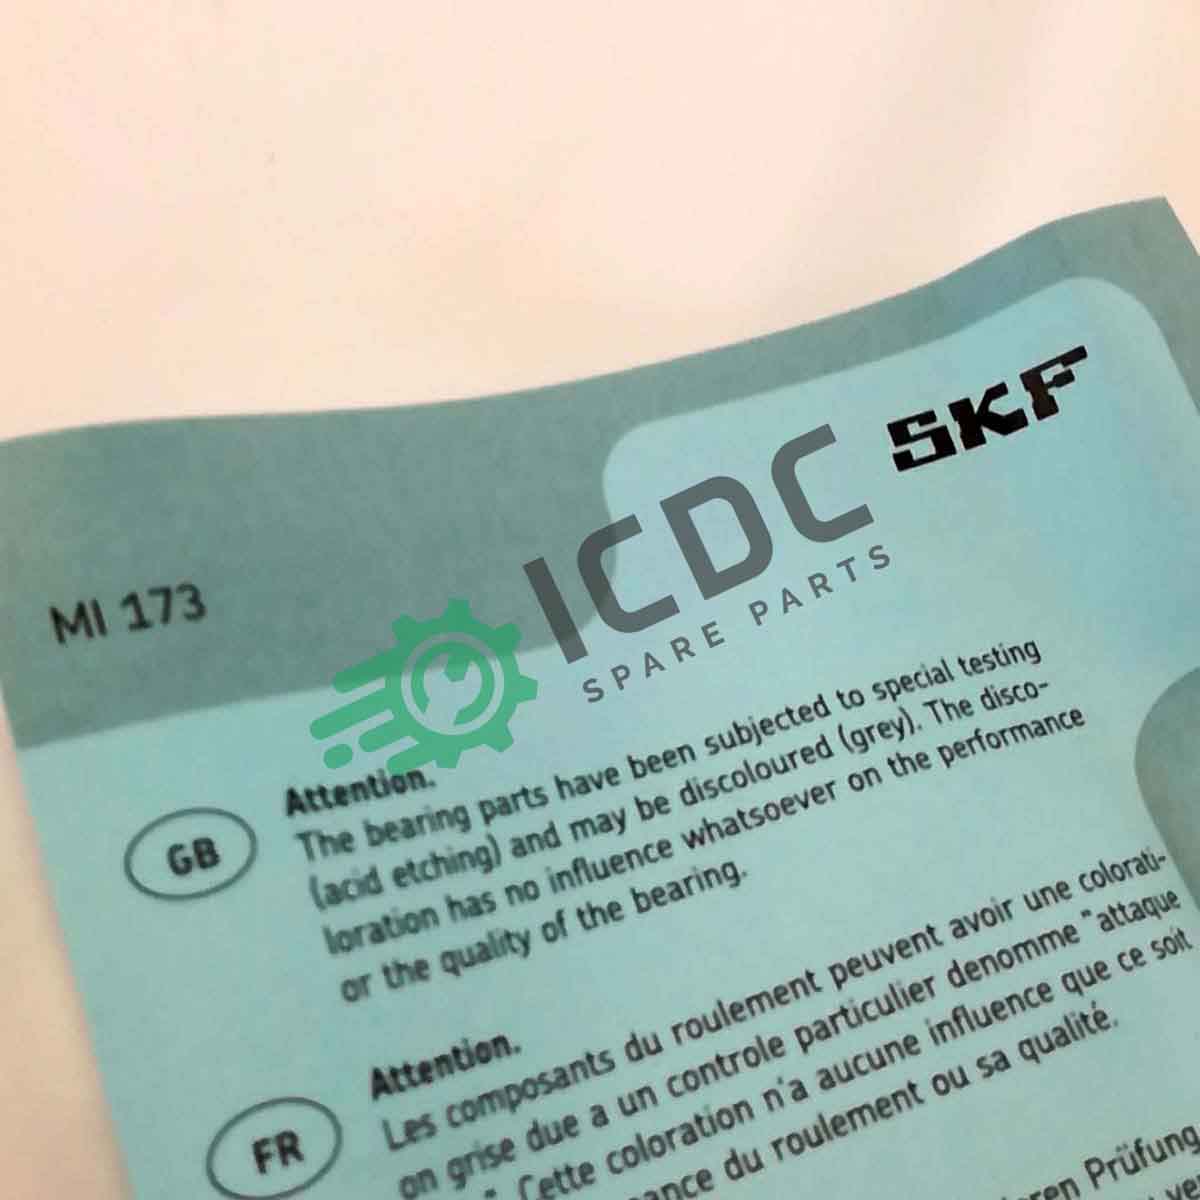 SKF
ICDC
SPARE PARTS
MI 173
GB
Attention.
The bearing parts have been subjected to special testing
(acid etching) and may be discoloured (grey). The disco-
loration has no influence whatsoever on the performance
or the quality of the bearing.
FR
Attention.
Les composants du roulement peuvent avoir une colorati-
on grise due a un controle particulier denomme "attaque
". Cette coloration n'a aucune influence que ce soit
du roulement ou sa qualité.
Prüfung